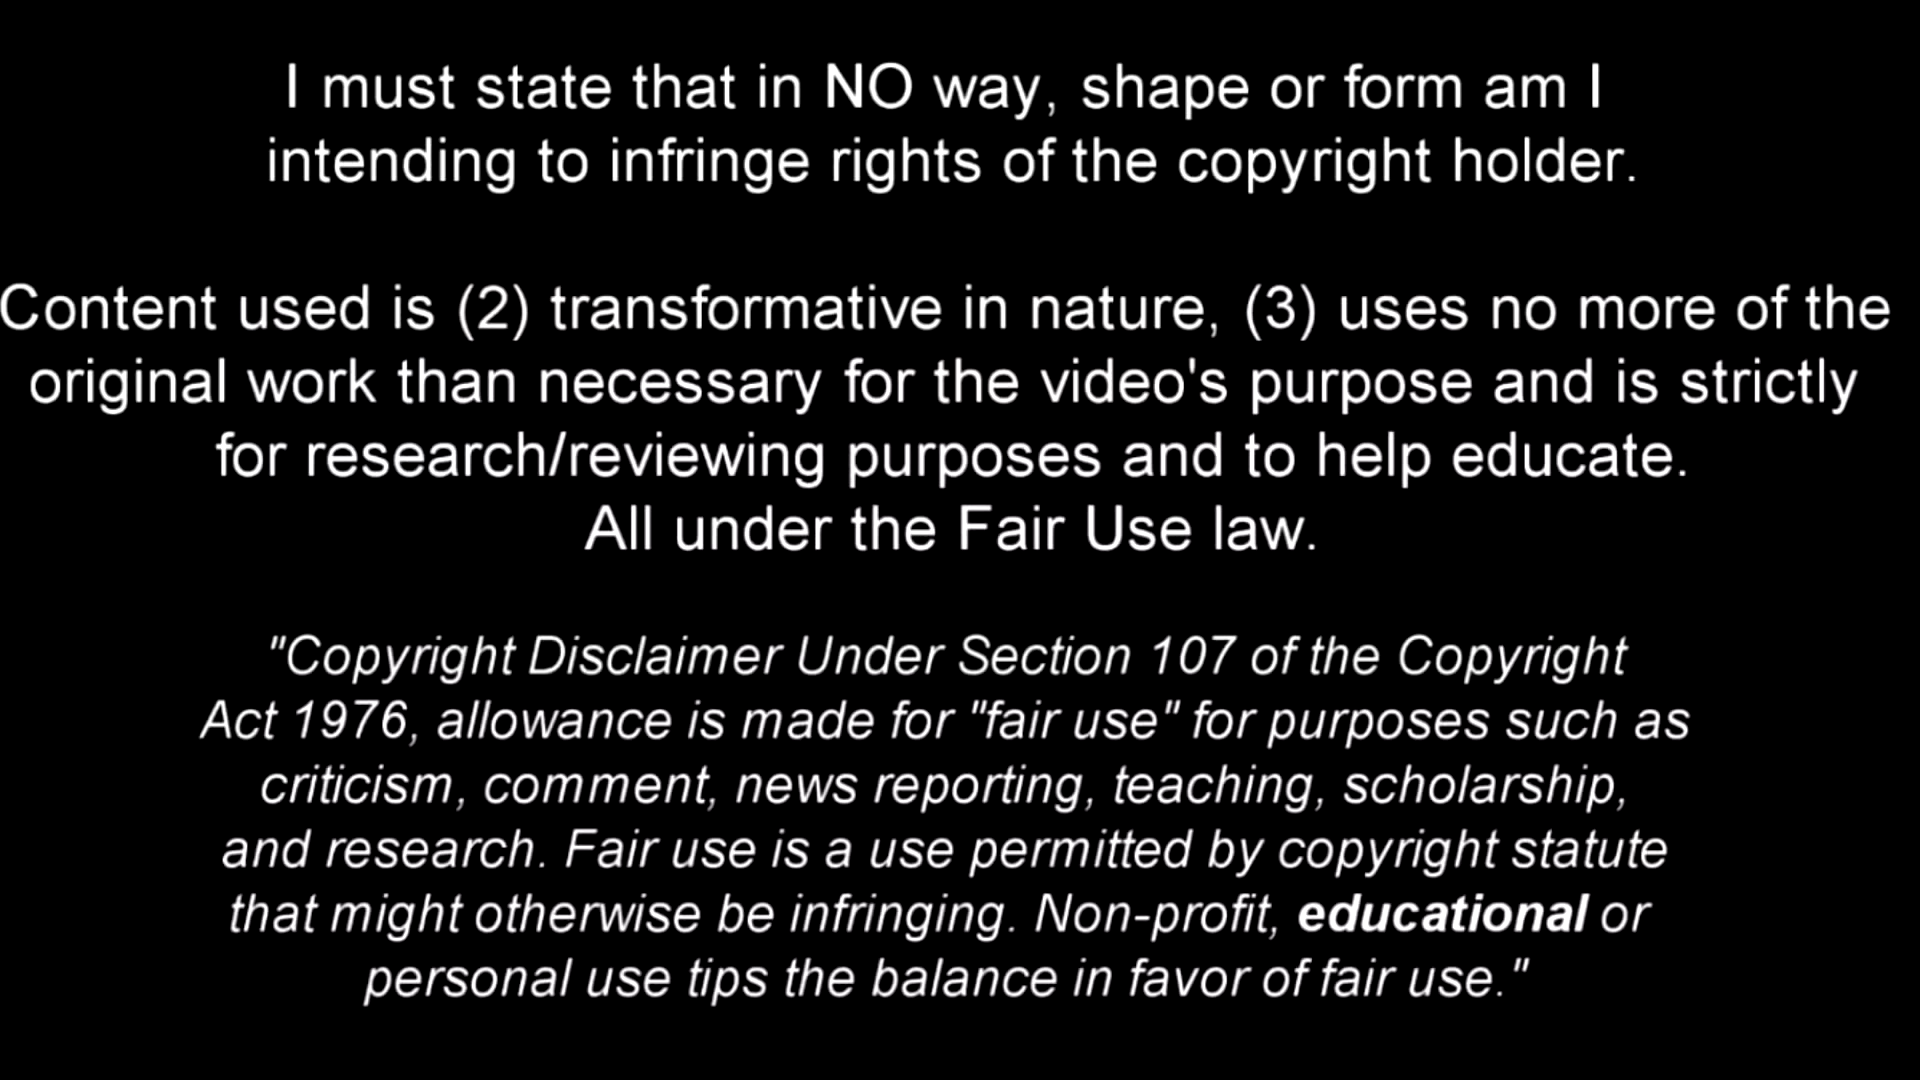 I must state that in NO way, shape or form am I
intending to infringe rights of the copyright holder.
Content used is (2) transformative in nature, (3) uses no more of the
original work than necessary for the video's purpose and is strictly
for research/reviewing purposes and to help educate.
All under the Fair Use law.
"Copyright Disclaimer Under Section 107 of the Copyright
Act 1976, allowance is made for "fair use" for purposes such as
criticism, comment, news reporting, teaching, scholarship,
and research. Fair use is a use permitted by copyright statute
that might otherwise be infringing. Non-profit, educational or
personal use tips the balance in favor of fair use."